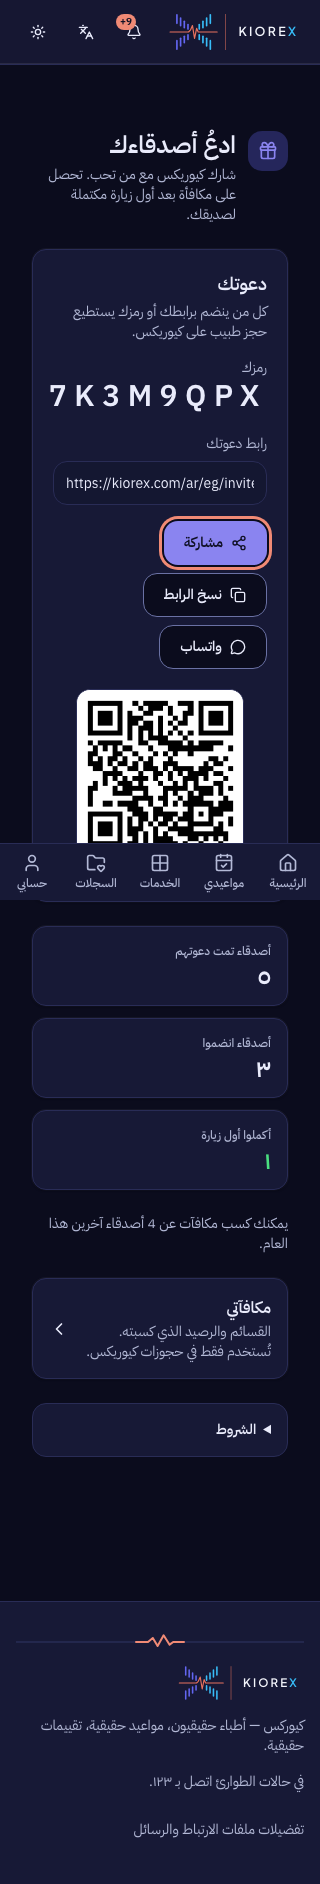 KIOREX
9+
ادعُ أصدقاءك
شارك كيوريكس مع من تحب. تحصل
على مكافأة بعد أول زيارة مكتملة
لصديقك.
دعوتك
كل من ينضم برابطك أو رمزك يستطيع
حجز طبيب على كيوريكس.
رمزك
7K3M9QPX
رابط دعوتك
https://kiorex.com/ar/eg/invite
مشاركة
نسخ الرابط
واتساب
الرئيسية
مواعيدي
الخدمات
السجلات
حسابي
أصدقاء تمت دعوتهم
٥
أصدقاء انضموا
٣
أكملوا أول زيارة
١
يمكنك كسب مكافآت عن 4 أصدقاء آخرين هذا
العام.
مكافآتي
القسائم والرصيد الذي كسبته.
تُستخدم فقط في حجوزات كيوريكس.
الشروط
KIOREX
كيوركس — أطباء حقيقيون، مواعيد حقيقية، تقييمات
حقيقية.
في حالات الطوارئ اتصل بـ ١٢٣.
تفضيلات ملفات الارتباط والرسائل